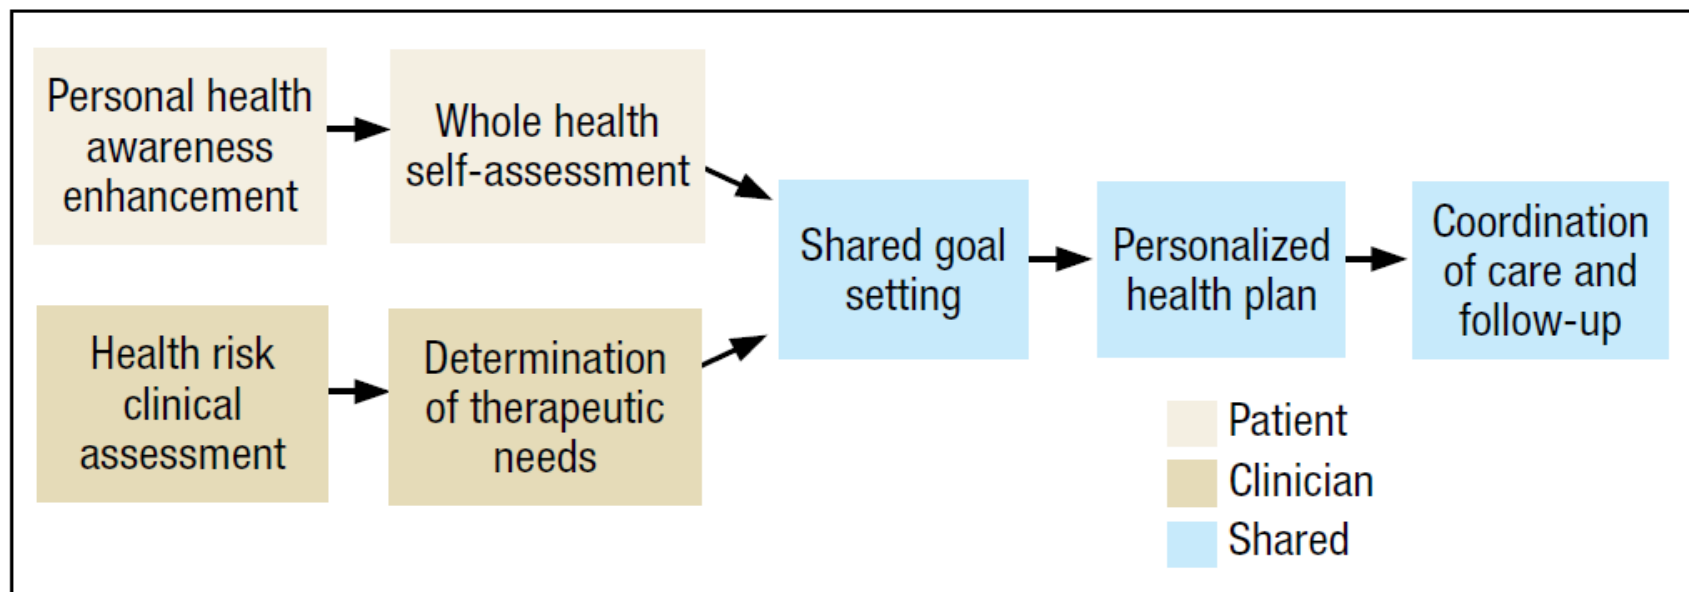 Personal health
awareness
enhancement
Whole health
self-assessment
Health risk
clinical
assessment
Determination
of therapeutic
needs
Shared goal
setting
Personalized
health plan
Coordination
of care and
follow-up
Patient
Clinician
Shared